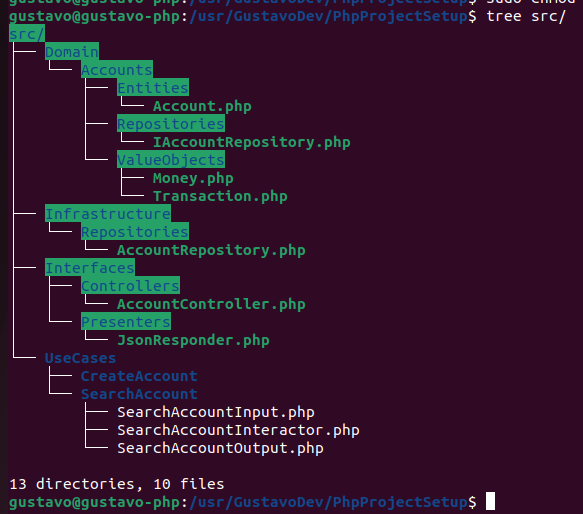 gustavo@gustavo-php:/usr/GustavoDev/PhpProjectSetup$ sudo chmod
gustavo@gustavo-php:/usr/GustavoDev/PhpProjectSetup$ tree src/
src/
├── Domain
│   └── Accounts
│       ├── Entities
│       │   └── Account.php
│       ├── Repositories
│       │   └── IAccountRepository.php
│       └── ValueObjects
│           ├── Money.php
│           └── Transaction.php
├── Infrastructure
│   └── Repositories
│       └── AccountRepository.php
├── Interfaces
│   ├── Controllers
│   │   └── AccountController.php
│   └── Presenters
│       └── JsonResponder.php
└── UseCases
    ├── CreateAccount
    └── SearchAccount
        ├── SearchAccountInput.php
        ├── SearchAccountInteractor.php
        └── SearchAccountOutput.php
13 directories, 10 files
gustavo@gustavo-php:/usr/GustavoDev/PhpProjectSetup$